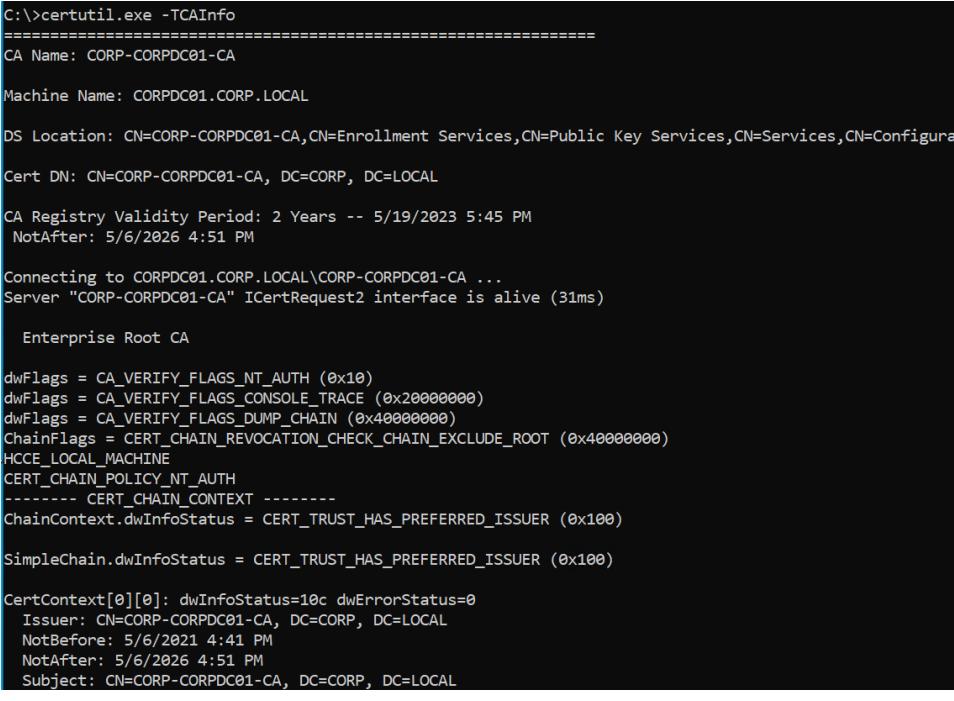 C:\>certutil.exe -TCAInfo
================================================================
CA Name: CORP-CORPDC01-CA
Machine Name: CORPDC01.CORP.LOCAL
DS Location: CN=CORP-CORPDC01-CA,CN=Enrollment Services,CN=Public Key Services,CN=Services,CN=Configura
Cert DN: CN=CORP-CORPDC01-CA, DC=CORP, DC=LOCAL
CA Registry Validity Period: 2 Years -- 5/19/2023 5:45 PM
NotAfter: 5/6/2026 4:51 PM
Connecting to CORPDC01.CORP.LOCAL\CORP-CORPDC01-CA ...
Server "CORP-CORPDC01-CA" ICertRequest2 interface is alive (31ms)
Enterprise Root CA
dwFlags = CA_VERIFY_FLAGS_NT_AUTH (0x10)
dwFlags = CA_VERIFY_FLAGS_CONSOLE_TRACE (0x20000000)
dwFlags = CA_VERIFY_FLAGS_DUMP_CHAIN (0x40000000)
ChainFlags = CERT_CHAIN_REVOCATION_CHECK_CHAIN_EXCLUDE_ROOT (0x40000000)
HCCE_LOCAL_MACHINE
CERT_CHAIN_POLICY_NT_AUTH
-------- CERT_CHAIN_CONTEXT --------
ChainContext.dwInfoStatus = CERT_TRUST_HAS_PREFERRED_ISSUER (0x100)
SimpleChain.dwInfoStatus = CERT_TRUST_HAS_PREFERRED_ISSUER (0x100)
CertContext[0][0]: dwInfoStatus=10c dwErrorStatus=0
Issuer: CN=CORP-CORPDC01-CA, DC=CORP, DC=LOCAL
NotBefore: 5/6/2021 4:41 PM
NotAfter: 5/6/2026 4:51 PM
Subject: CN=CORP-CORPDC01-CA, DC=CORP, DC=LOCAL